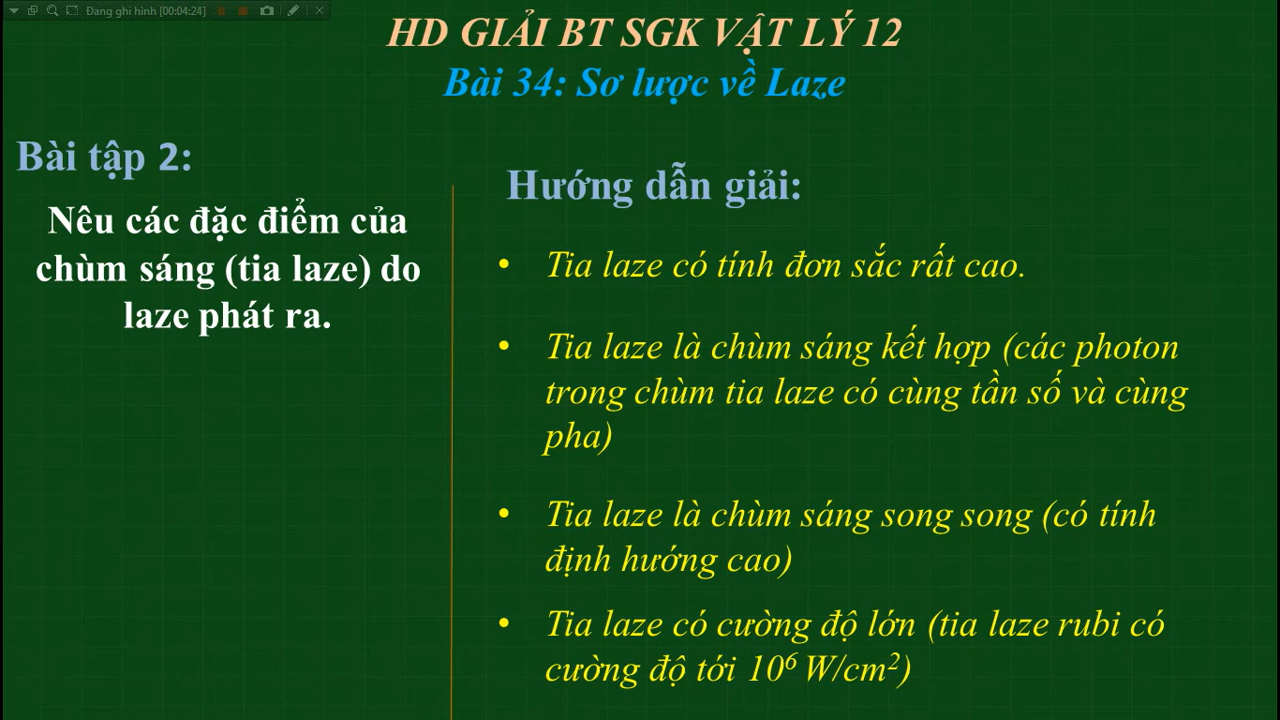 Đang ghi hình [00:04:24]
HD GIẢI BT SGK VẬT LÝ 12
Bài 34: Sơ lược về Laze
Bài tập 2:
Nêu các đặc điểm của
chùm sáng (tia laze) do
laze phát ra.
Hướng dẫn giải:
• Tia laze có tính đơn sắc rất cao.
• Tia laze là chùm sáng kết hợp (các photon
trong chùm tia laze có cùng tần số và cùng
pha)
• Tia laze là chùm sáng song song (có tính
định hướng cao)
• Tia laze có cường độ lớn (tia laze rubi có
cường độ tới 10⁶ W/cm²)